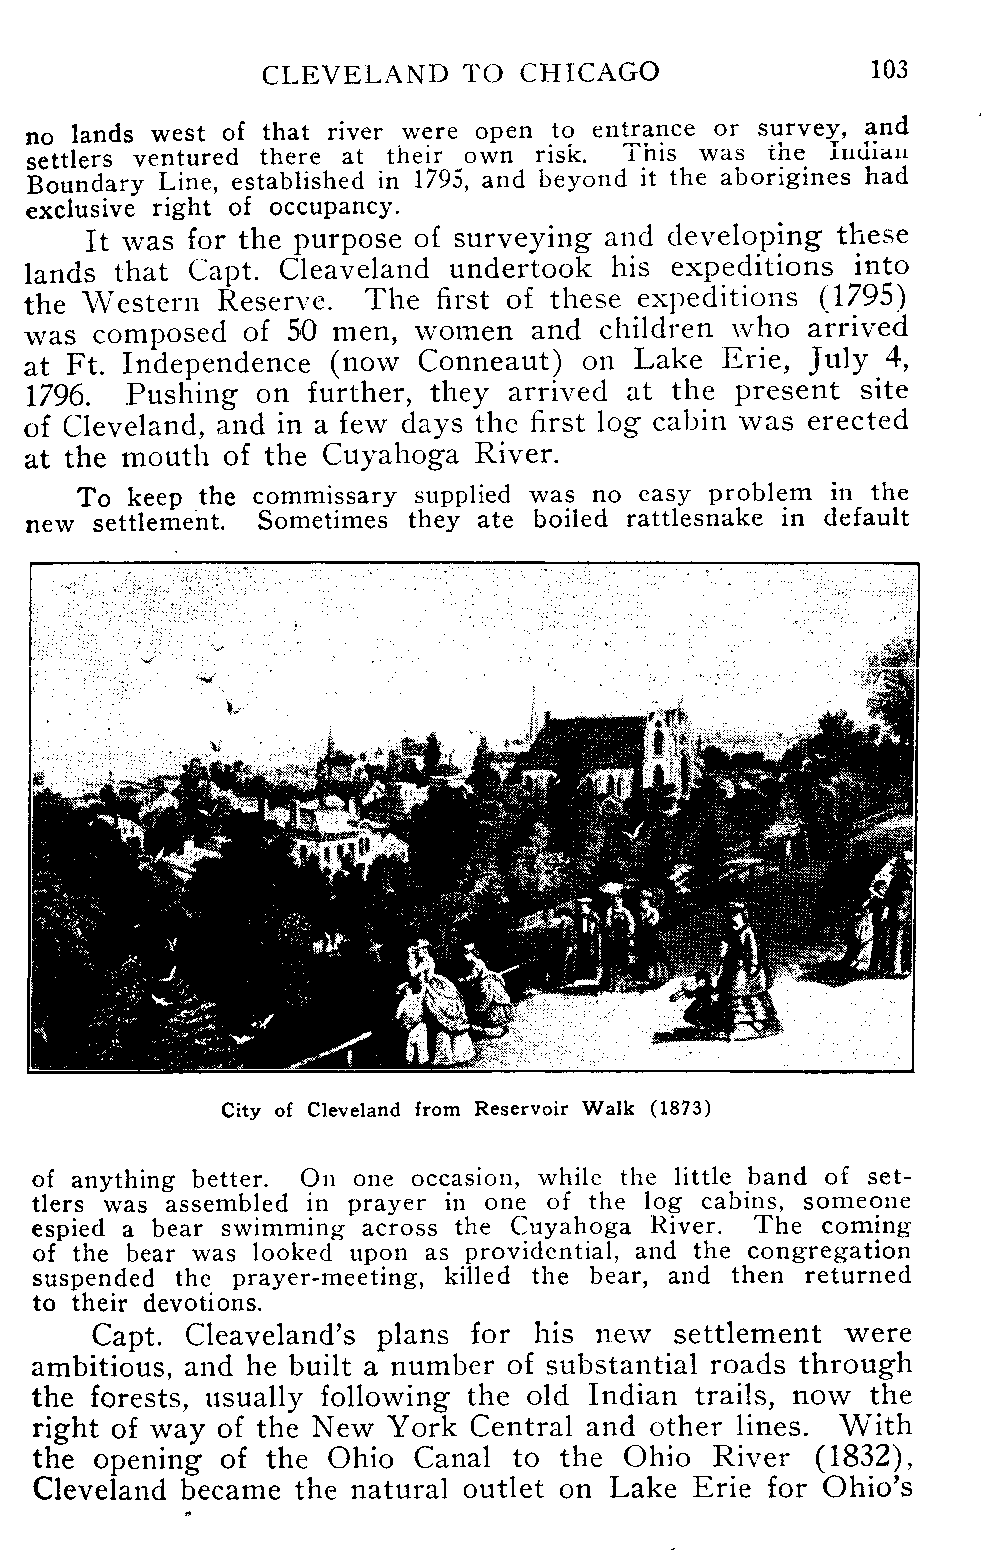 CLEVELAND TO CHICAGO 103
no lands west of that river were open to entrance or survey, and
settlers ventured there at their own risk. This was the Indian
Boundary Line, established in 1795, and beyond it the aborigines had
exclusive right of occupancy.
It was for the purpose of surveying and developing these
lands that Capt. Cleaveland undertook his expeditions into
the Western Reserve. The first of these expeditions (1795)
was composed of 50 men, women and children who arrived
at Ft. Independence (now Conneaut) on Lake Erie, July 4,
1796. Pushing on further, they arrived at the present site
of Cleveland, and in a few days the first log cabin was erected
at the mouth of the Cuyahoga River.
To keep the commissary supplied was no easy problem in the
new settlement. Sometimes they ate boiled rattlesnake in default
City of Cleveland from Reservoir Walk (1873)
of anything better. On one occasion, while the little band of set-
tlers was assembled in prayer in one of the log cabins, someone
espied a bear swimming across the Cuyahoga River. The coming
of the bear was looked upon as providential, and the congregation
suspended the prayer-meeting, killed the bear, and then returned
to their devotions.
Capt. Cleaveland's plans for his new settlement were
ambitious, and he built a number of substantial roads through
the forests, usually following the old Indian trails, now the
right of way of the New York Central and other lines. With
the opening of the Ohio Canal to the Ohio River (1832),
Cleveland became the natural outlet on Lake Erie for Ohio's